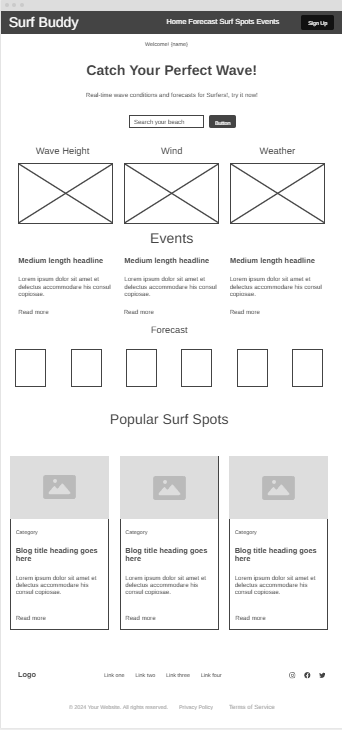 Surf Buddy
Home Forecast Surf Spots Events
Sign Up
Welcome! {name}
Catch Your Perfect Wave!
Real-time wave conditions and forecasts for Surfers!, try it now!
Search your beach
Button
Wave Height
Wind
Weather
Events
Medium length headline
Medium length headline
Medium length headline
Lorem ipsum dolor sit amet et
delectus accommodare his consul
copiosae.
Lorem ipsum dolor sit amet et
delectus accommodare his consul
copiosae.
Lorem ipsum dolor sit amet et
delectus accommodare his consul
copiosae.
Read more
Read more
Read more
Forecast
Popular Surf Spots
Category
Blog title heading goes
here
Lorem ipsum dolor sit amet et
delectus accommodare his
consul copiosae.
Read more
Category
Blog title heading goes
here
Lorem ipsum dolor sit amet et
delectus accommodare his
consul copiosae.
Read more
Category
Blog title heading goes
here
Lorem ipsum dolor sit amet et
delectus accommodare his
consul copiosae.
Read more
Logo
Link one
Link two
Link three
Link four
© 2024 Your Website. All rights reserved.
Privacy Policy
Terms of Service